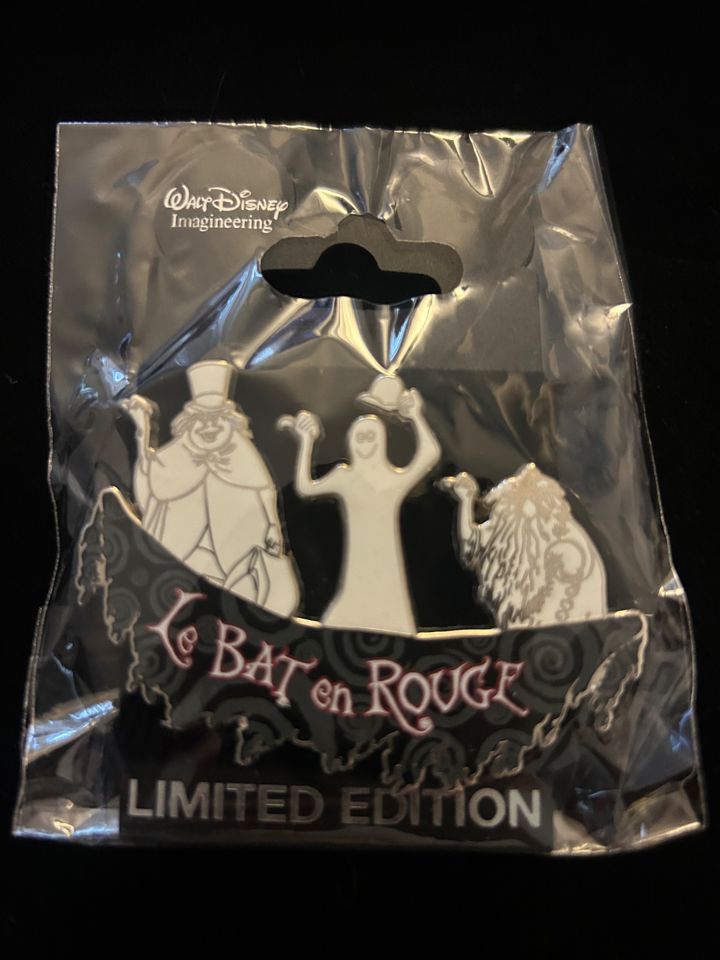 WALT DISNEY
Imagineering
Le BAT en ROUGE
LIMITED EDITION